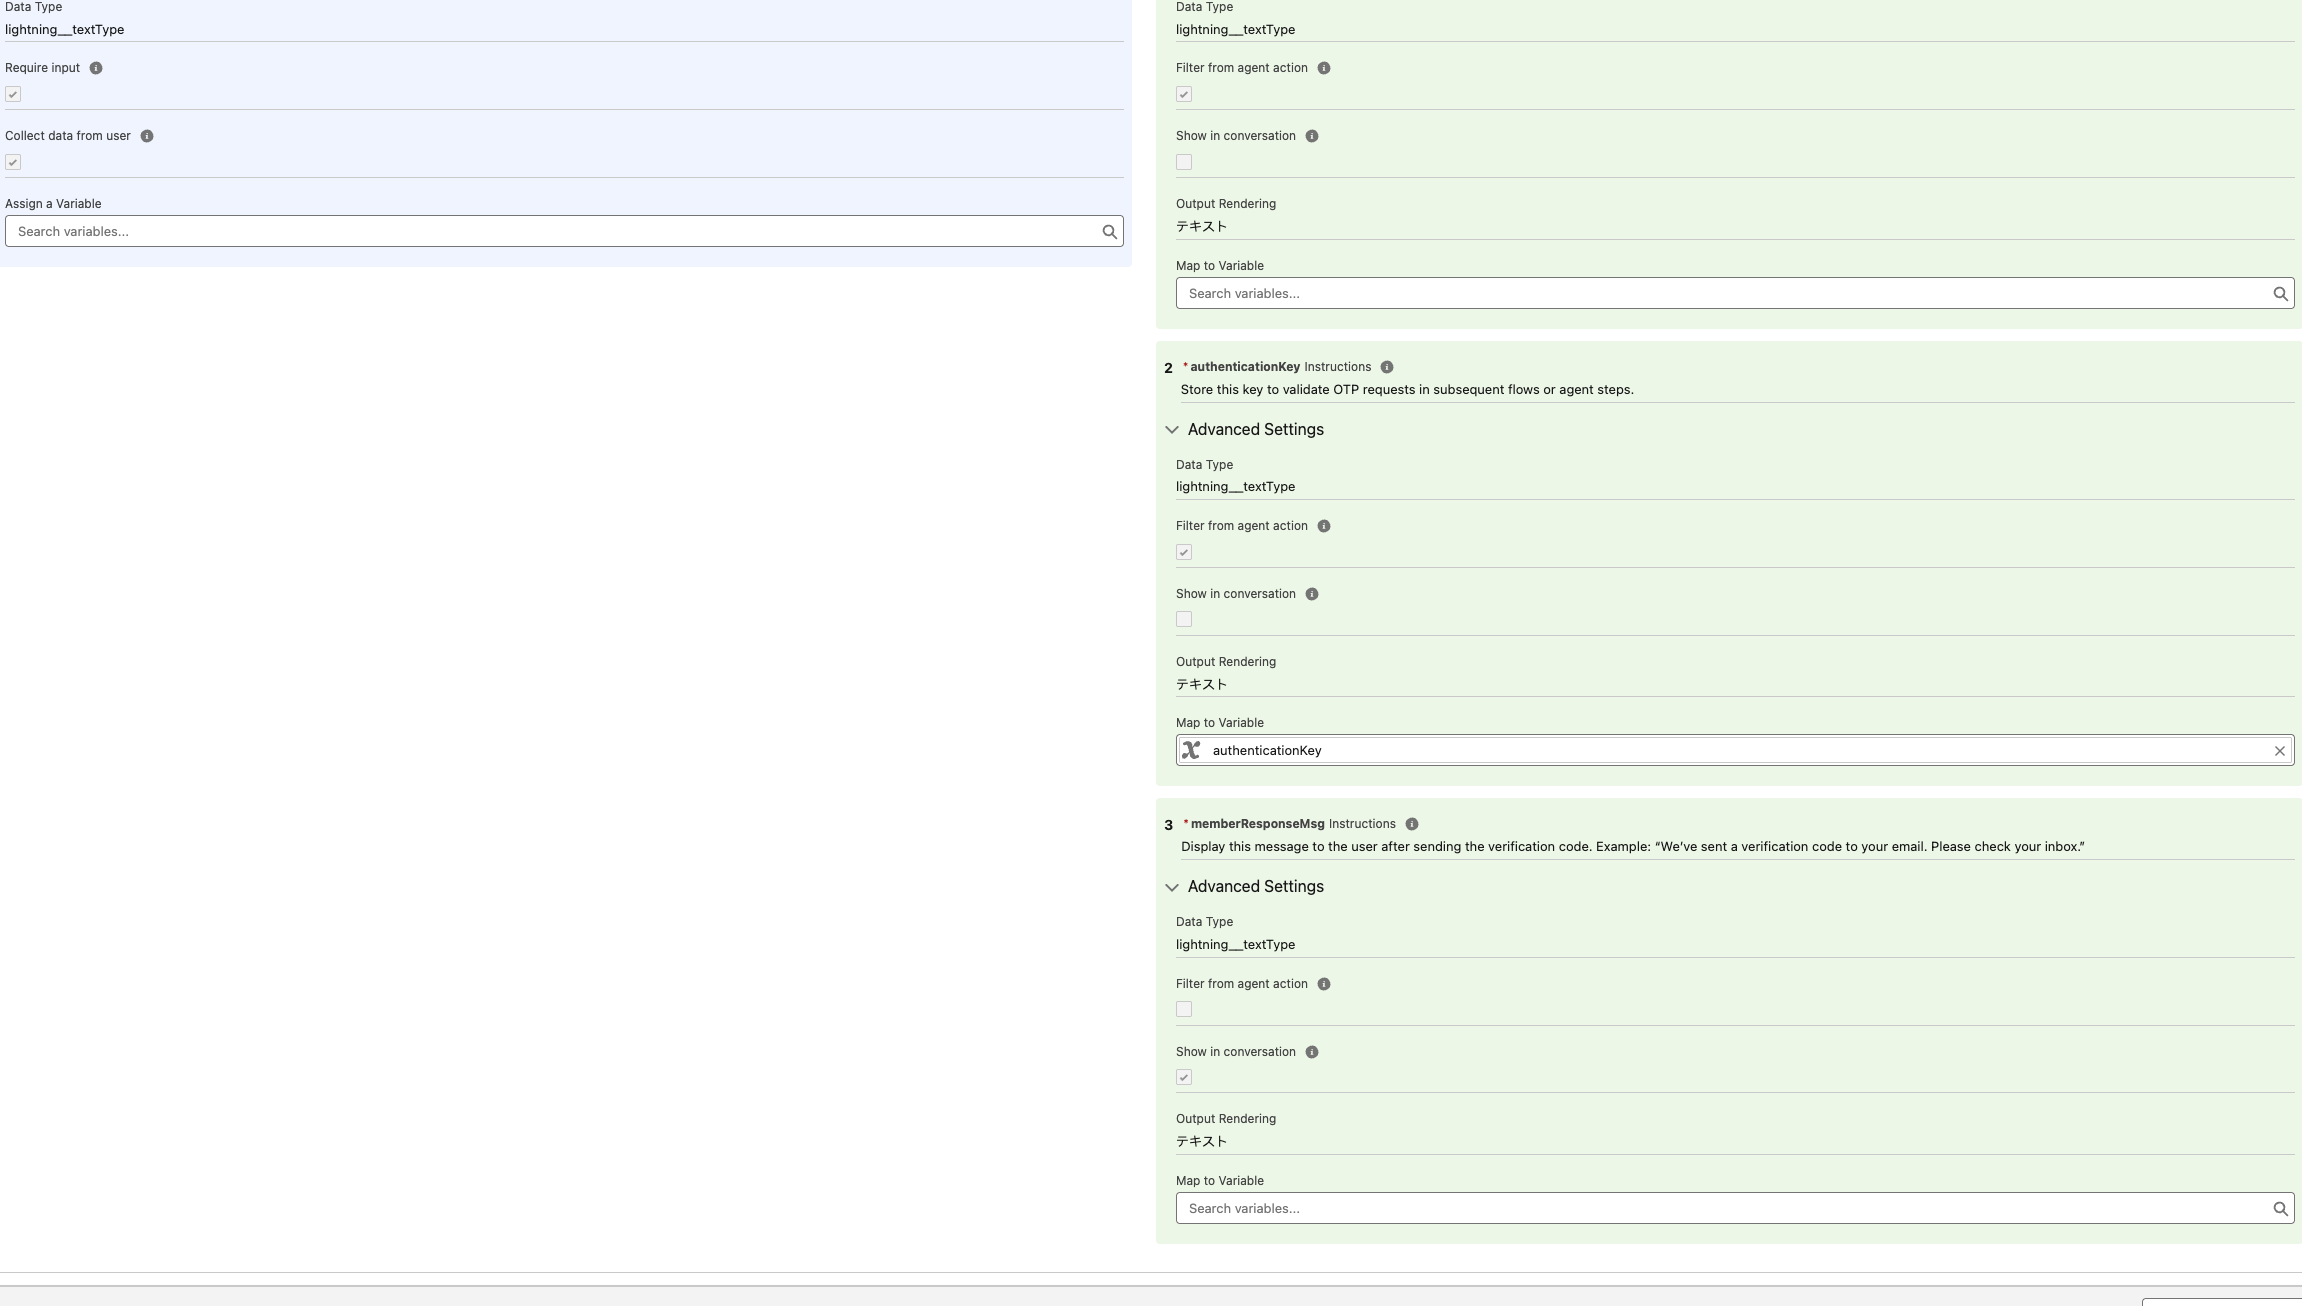 Data Type
lightning__textType
Require input
Collect data from user
Assign a Variable
Search variables...
Data Type
lightning__textType
Filter from agent action
Show in conversation
Output Rendering
テキスト
Map to Variable
Search variables...
2 * authenticationKey Instructions
Store this key to validate OTP requests in subsequent flows or agent steps.
Advanced Settings
Data Type
lightning__textType
Filter from agent action
Show in conversation
Output Rendering
テキスト
Map to Variable
authenticationKey
3 * memberResponseMsg Instructions
Display this message to the user after sending the verification code. Example: “We’ve sent a verification code to your email. Please check your inbox.”
Advanced Settings
Data Type
lightning__textType
Filter from agent action
Show in conversation
Output Rendering
テキスト
Map to Variable
Search variables...